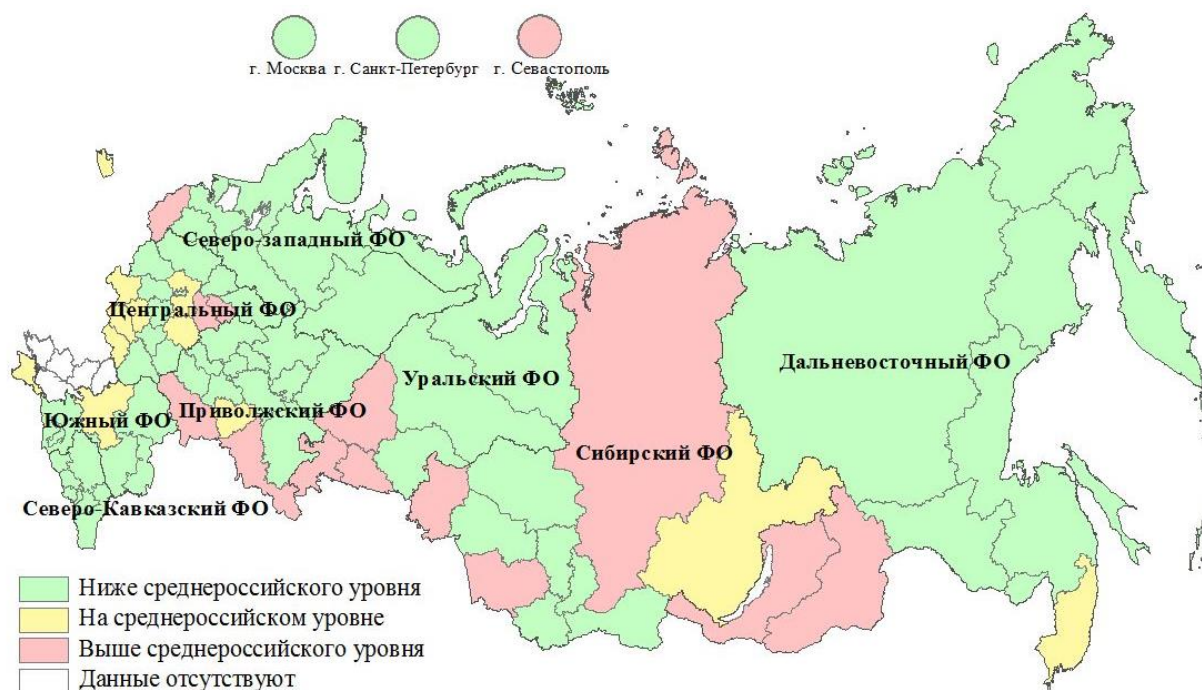 г. Москва г. Санкт-Петербург г. Севастополь
Северо-западный ФО
Центральный ФО
Уральский ФО
Дальневосточный ФО
Южный ФО
Приволжский ФО
Сибирский ФО
Северо-Кавказский ФО
Ниже среднероссийского уровня
На среднероссийском уровне
Выше среднероссийского уровня
Данные отсутствуют